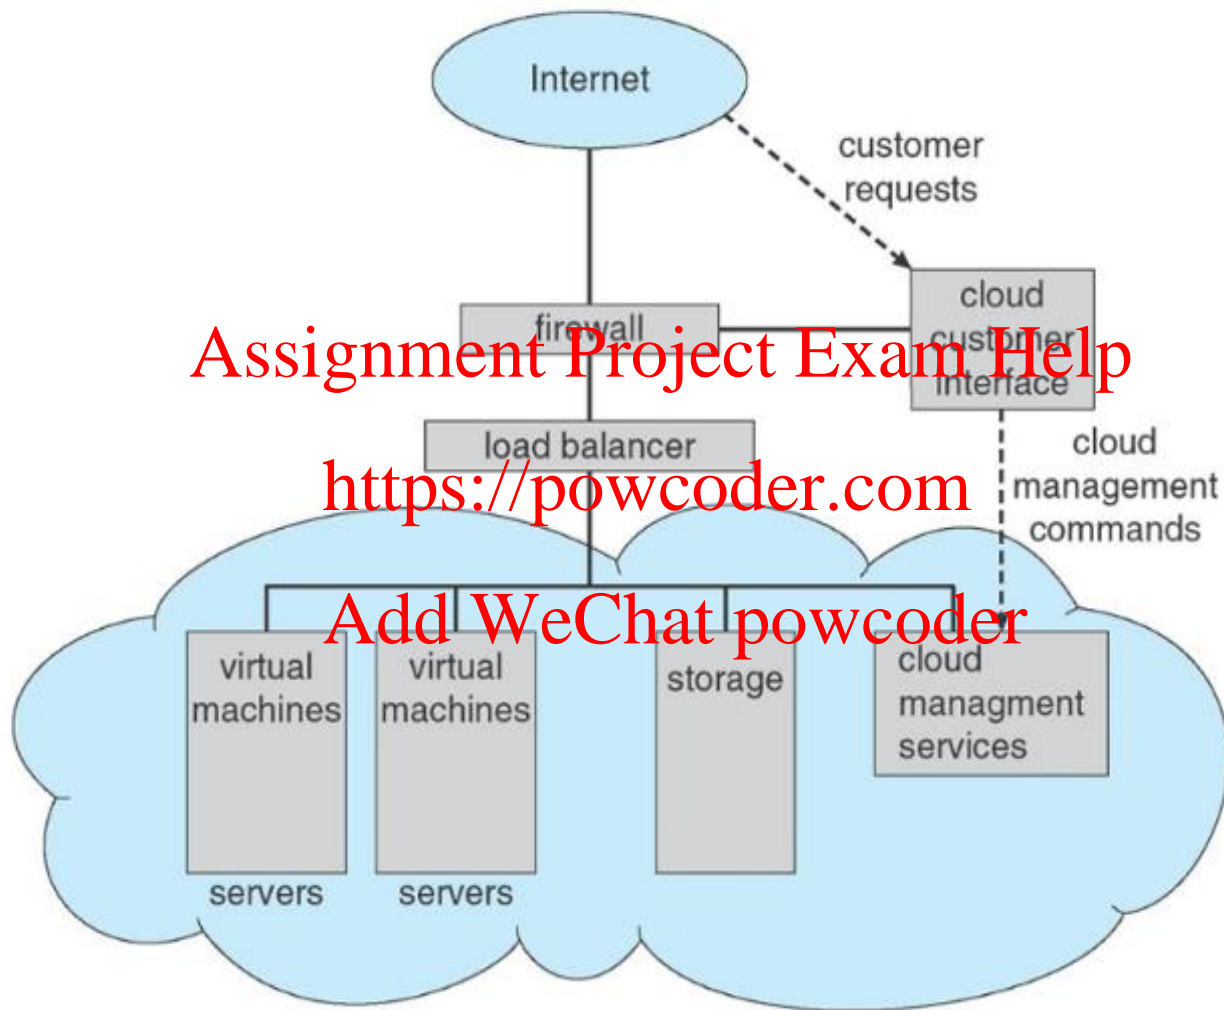 Internet
customer
requests
cloud
customer
interface
firewall
Assignment Project Exam Help
load balancer
cloud
management
commands
https://powcoder.com
Add WeChat powcoder
virtual
machines
virtual
machines
storage
cloud
managment
services
servers
servers